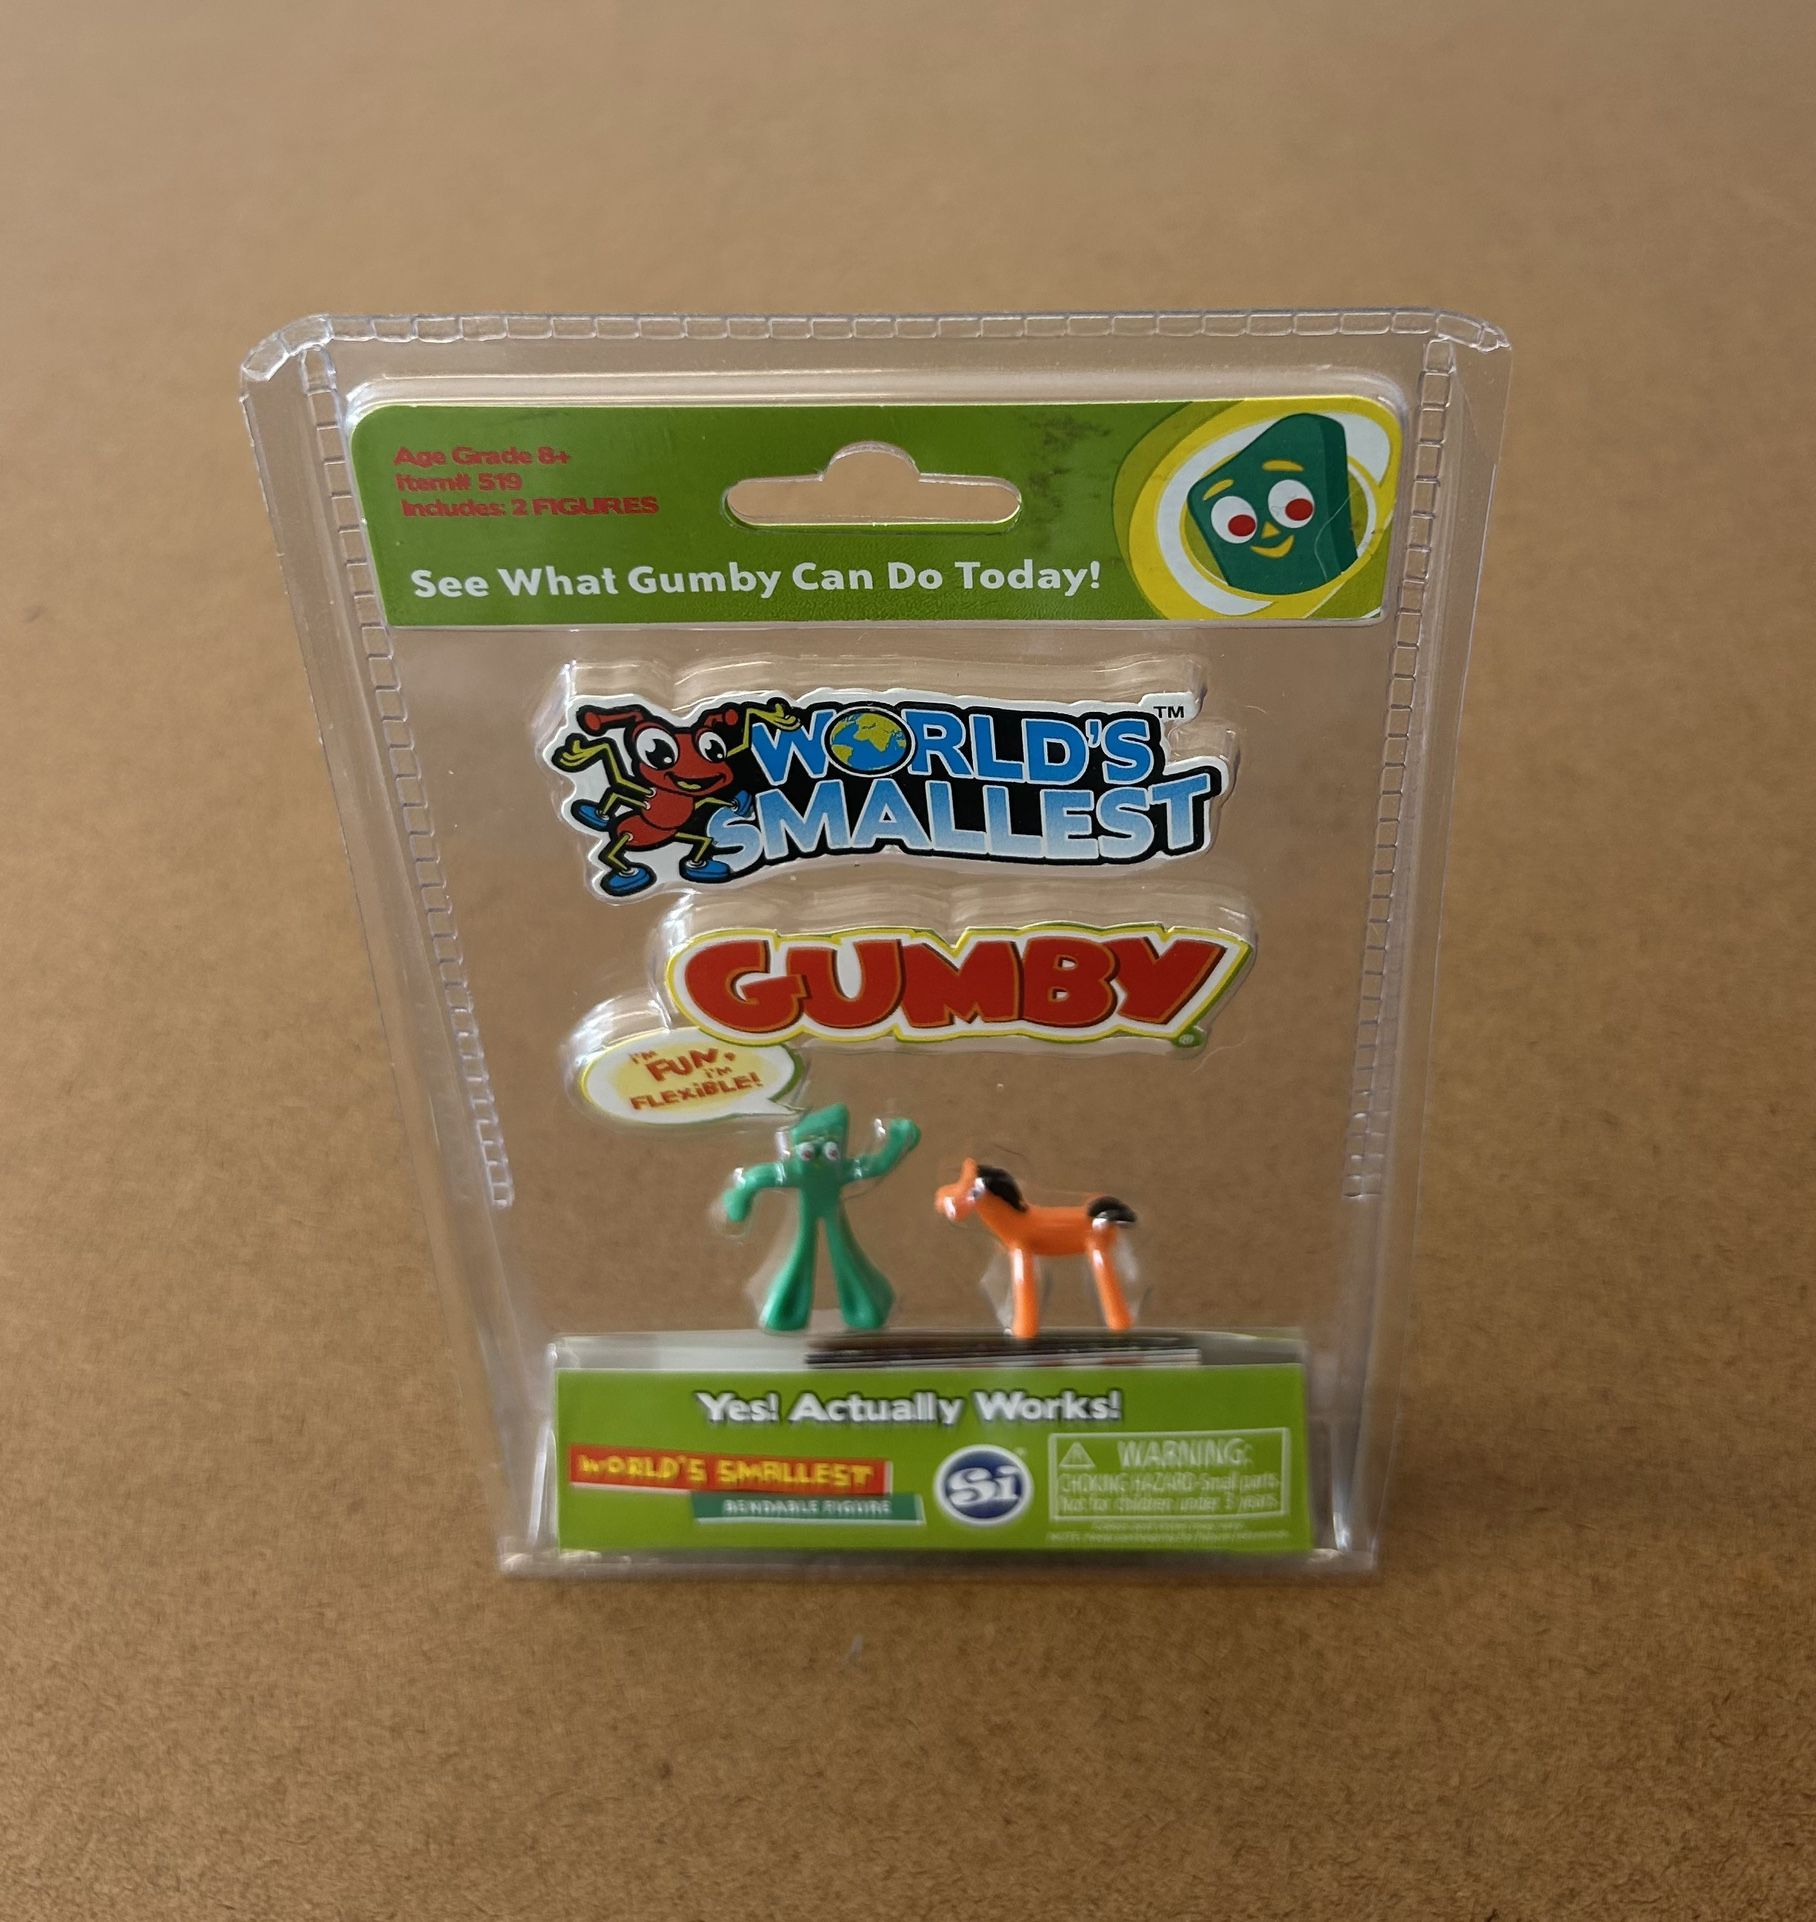 Age Grade 8+
Item# 519
Includes: 2 FIGURES
See What Gumby Can Do Today!
WORLD'S™
SMALLEST
GUMBY®
I'M
FUN,
I'M
FLEXiBLE!
Yes! Actually Works!
WORLD'S SMALLEST
BENDABLE FIGURE
Si®
⚠ WARNING:
CHOKING HAZARD-Small parts.
Not for children under 3 years.